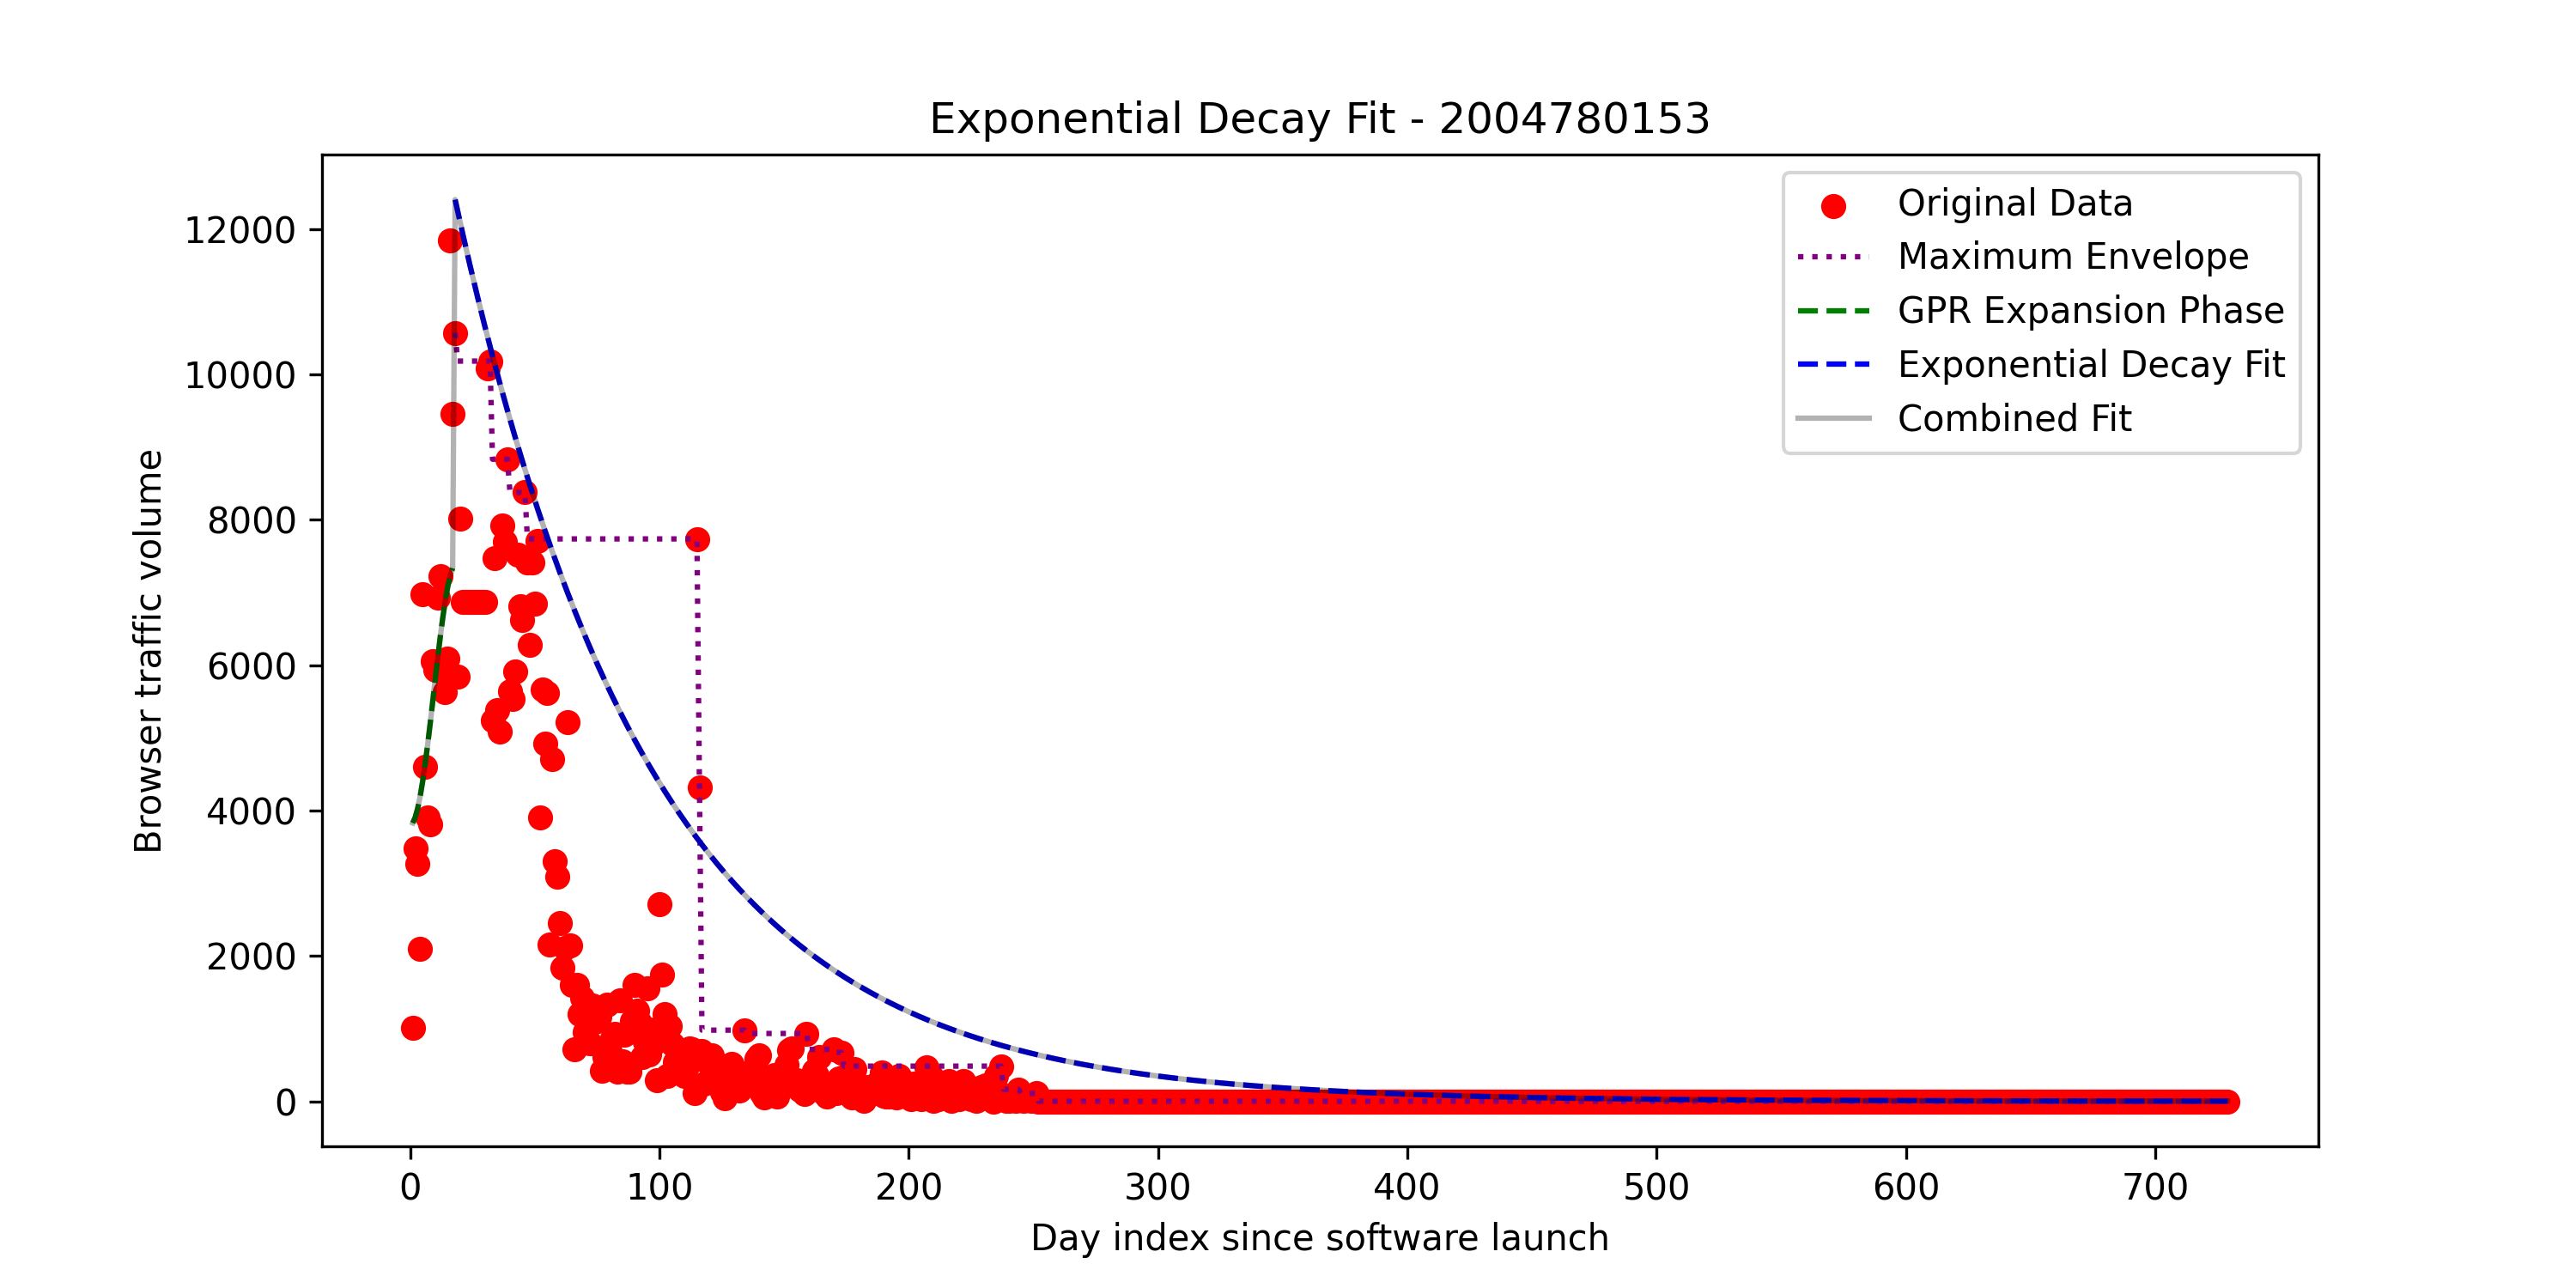 Exponential Decay Fit - 2004780153
Original Data
Maximum Envelope
GPR Expansion Phase
Exponential Decay Fit
Combined Fit
Browser traffic volume
12000
10000
8000
6000
4000
2000
0
0 100 200 300 400 500 600 700
Day index since software launch